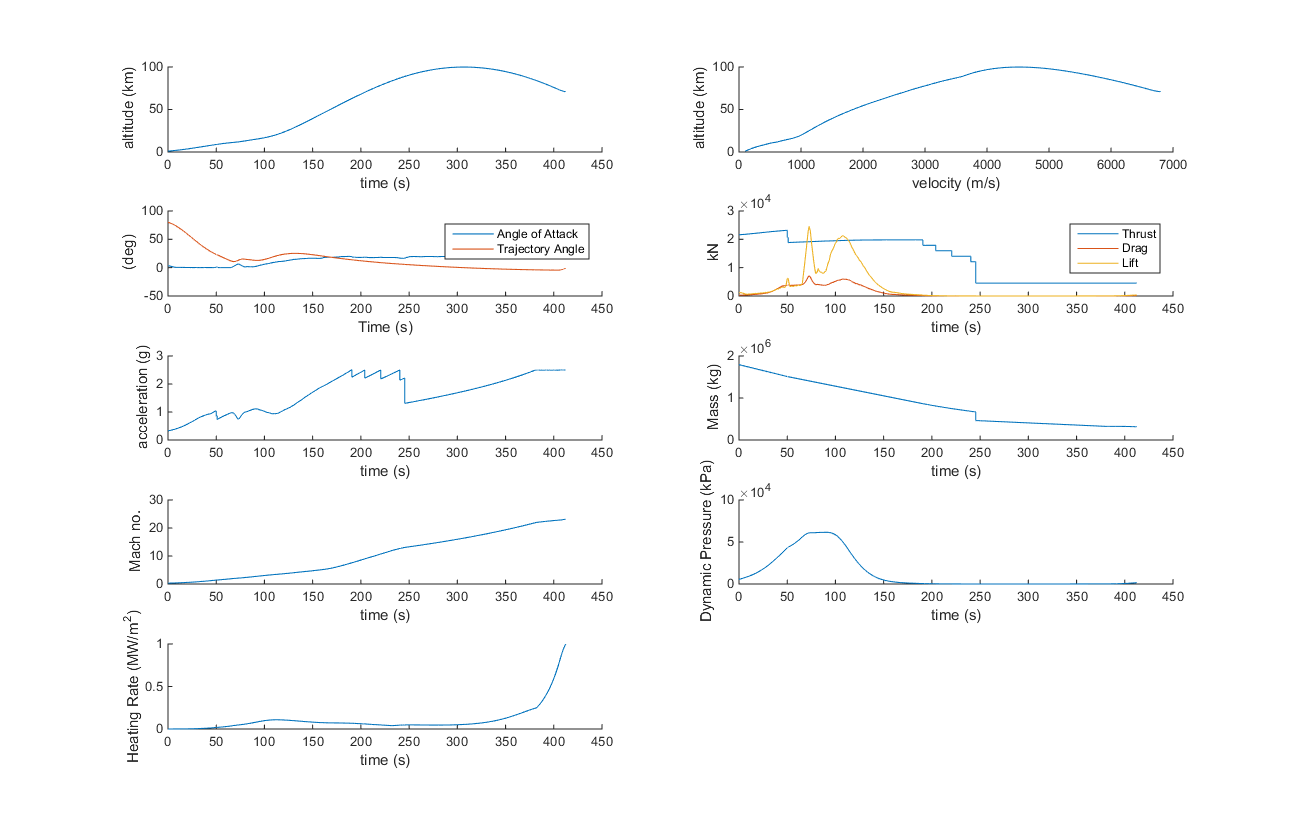 altitude (km)
100
50
0
0 50 100 150 200 250 300 350 400 450
time (s)
altitude (km)
100
50
0
0 1000 2000 3000 4000 5000 6000 7000
velocity (m/s)
(deg)
100
50
0
-50
Angle of Attack
Trajectory Angle
0 50 100 150 200 250 300 350 400 450
Time (s)
kN
×10^4
3
2
1
0
Thrust
Drag
Lift
0 50 100 150 200 250 300 350 400 450
time (s)
acceleration (g)
3
2
1
0
0 50 100 150 200 250 300 350 400 450
time (s)
Mass (kg)
×10^6
2
1
0
0 50 100 150 200 250 300 350 400 450
time (s)
Mach no.
30
20
10
0
0 50 100 150 200 250 300 350 400 450
time (s)
Dynamic Pressure (kPa)
×10^4
10
5
0
0 50 100 150 200 250 300 350 400 450
time (s)
Heating Rate (MW/m^2)
1
0.5
0
0 50 100 150 200 250 300 350 400 450
time (s)